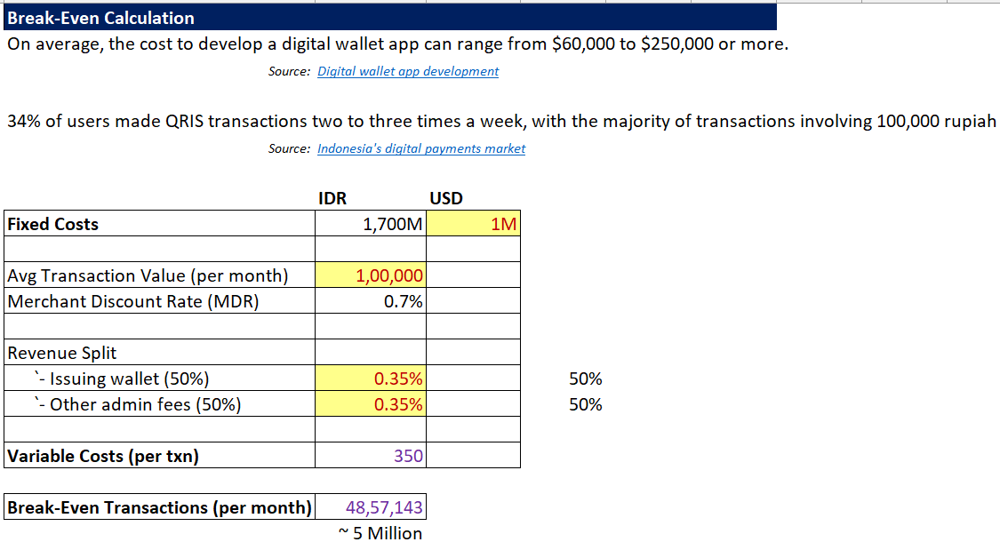 Break-Even Calculation
On average, the cost to develop a digital wallet app can range from $60,000 to $250,000 or more.
Source: Digital wallet app development
34% of users made QRIS transactions two to three times a week, with the majority of transactions involving 100,000 rupiah
Source: Indonesia's digital payments market
IDR USD
Fixed Costs 1,700M 1M
Avg Transaction Value (per month) 1,00,000
Merchant Discount Rate (MDR) 0.7%
Revenue Split
`- Issuing wallet (50%) 0.35% 50%
`- Other admin fees (50%) 0.35% 50%
Variable Costs (per txn) 350
Break-Even Transactions (per month) 48,57,143
~ 5 Million